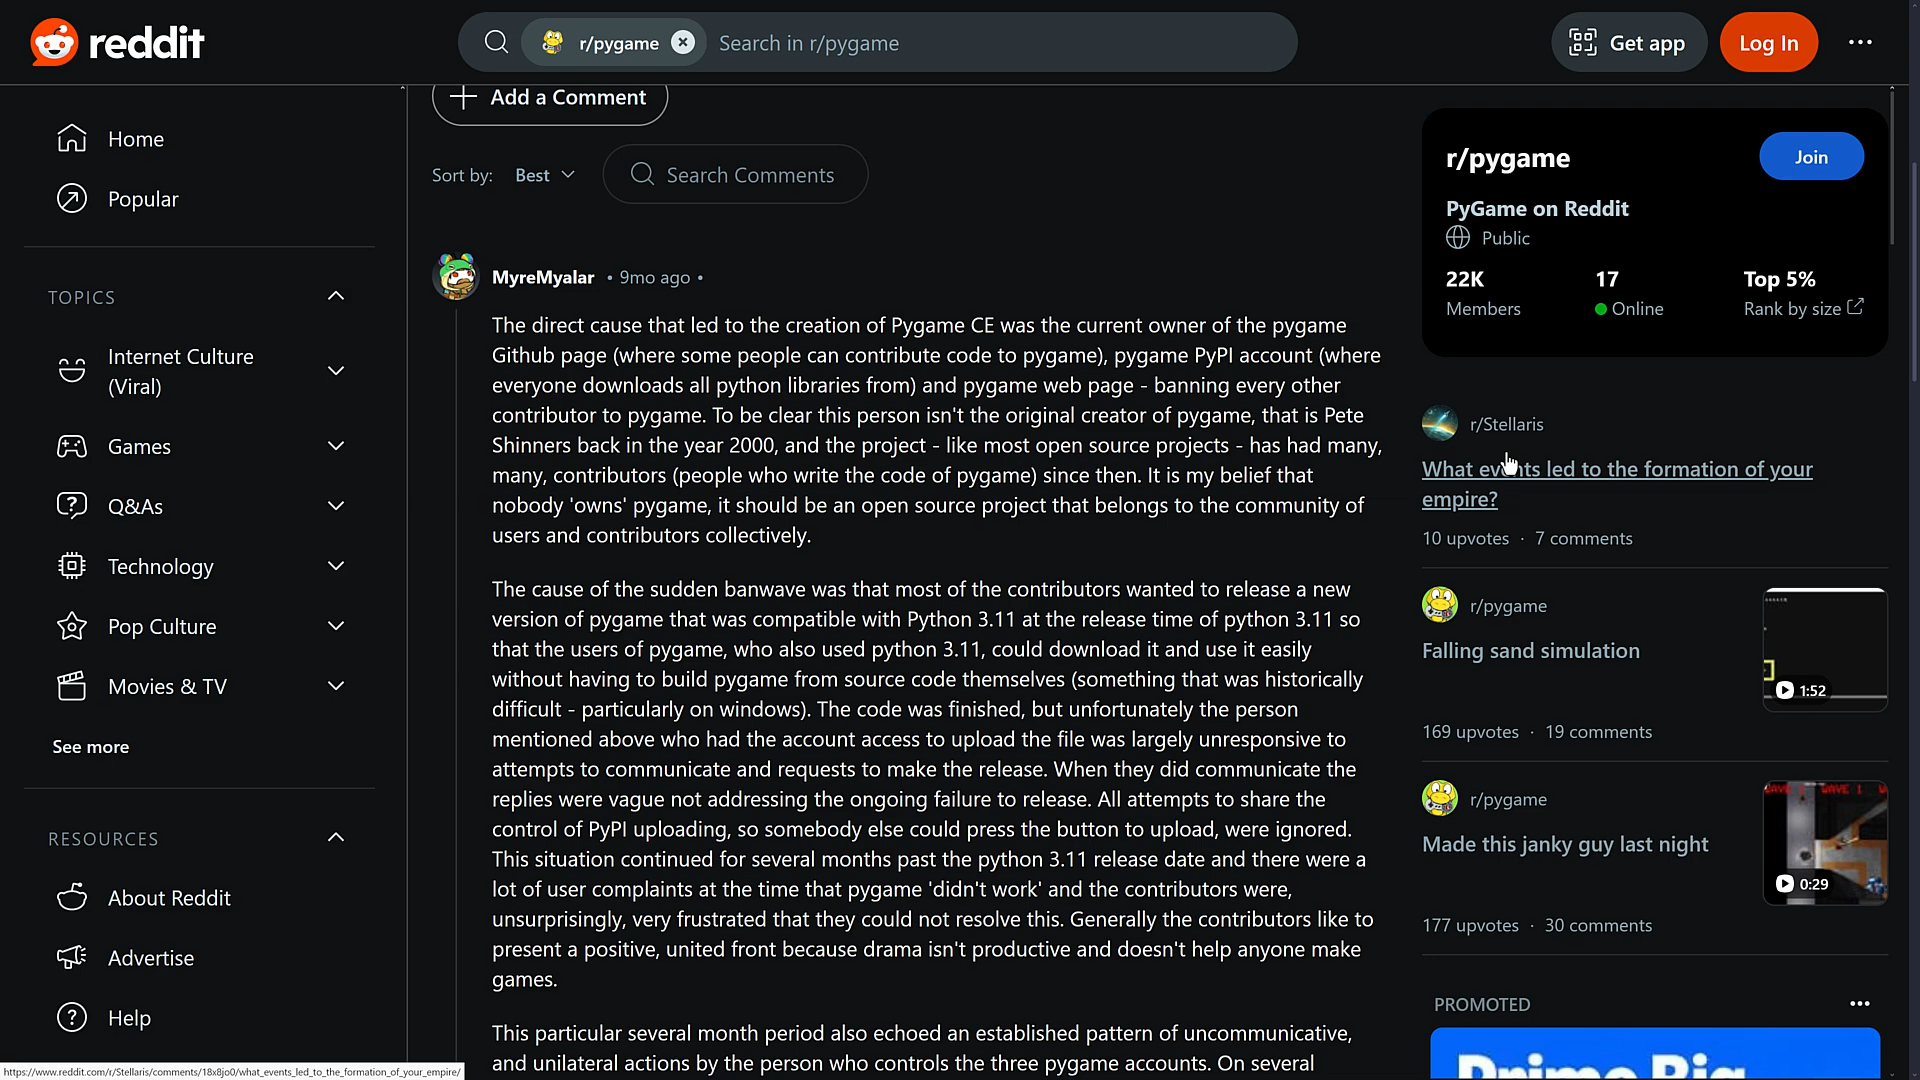 reddit
r/pygame
Search in r/pygame
Get app
Log In
Home
Popular
TOPICS
Internet Culture
(Viral)
Games
Q&As
Technology
Pop Culture
Movies & TV
See more
RESOURCES
About Reddit
Advertise
Help
Add a Comment
Sort by: Best
Search Comments
MyreMyalar • 9mo ago •
The direct cause that led to the creation of Pygame CE was the current owner of the pygame
Github page (where some people can contribute code to pygame), pygame PyPI account (where
everyone downloads all python libraries from) and pygame web page - banning every other
contributor to pygame. To be clear this person isn't the original creator of pygame, that is Pete
Shinners back in the year 2000, and the project - like most open source projects - has had many,
many, contributors (people who write the code of pygame) since then. It is my belief that
nobody 'owns' pygame, it should be an open source project that belongs to the community of
users and contributors collectively.
The cause of the sudden banwave was that most of the contributors wanted to release a new
version of pygame that was compatible with Python 3.11 at the release time of python 3.11 so
that the users of pygame, who also used python 3.11, could download it and use it easily
without having to build pygame from source code themselves (something that was historically
difficult - particularly on windows). The code was finished, but unfortunately the person
mentioned above who had the account access to upload the file was largely unresponsive to
attempts to communicate and requests to make the release. When they did communicate the
replies were vague not addressing the ongoing failure to release. All attempts to share the
control of PyPI uploading, so somebody else could press the button to upload, were ignored.
This situation continued for several months past the python 3.11 release date and there were a
lot of user complaints at the time that pygame 'didn't work' and the contributors were,
unsurprisingly, very frustrated that they could not resolve this. Generally the contributors like to
present a positive, united front because drama isn't productive and doesn't help anyone make
games.
This particular several month period also echoed an established pattern of uncommunicative,
and unilateral actions by the person who controls the three pygame accounts. On several
r/pygame
Join
PyGame on Reddit
Public
22K
17
Top 5%
Members
Online
Rank by size
r/Stellaris
What events led to the formation of your
empire?
10 upvotes · 7 comments
r/pygame
Falling sand simulation
1:52
169 upvotes · 19 comments
r/pygame
Made this janky guy last night
WAVE 1
0:29
177 upvotes · 30 comments
PROMOTED
Prime Big
https://www.reddit.com/r/Stellaris/comments/18x8jo0/what_events_led_to_the_formation_of_your_empire/